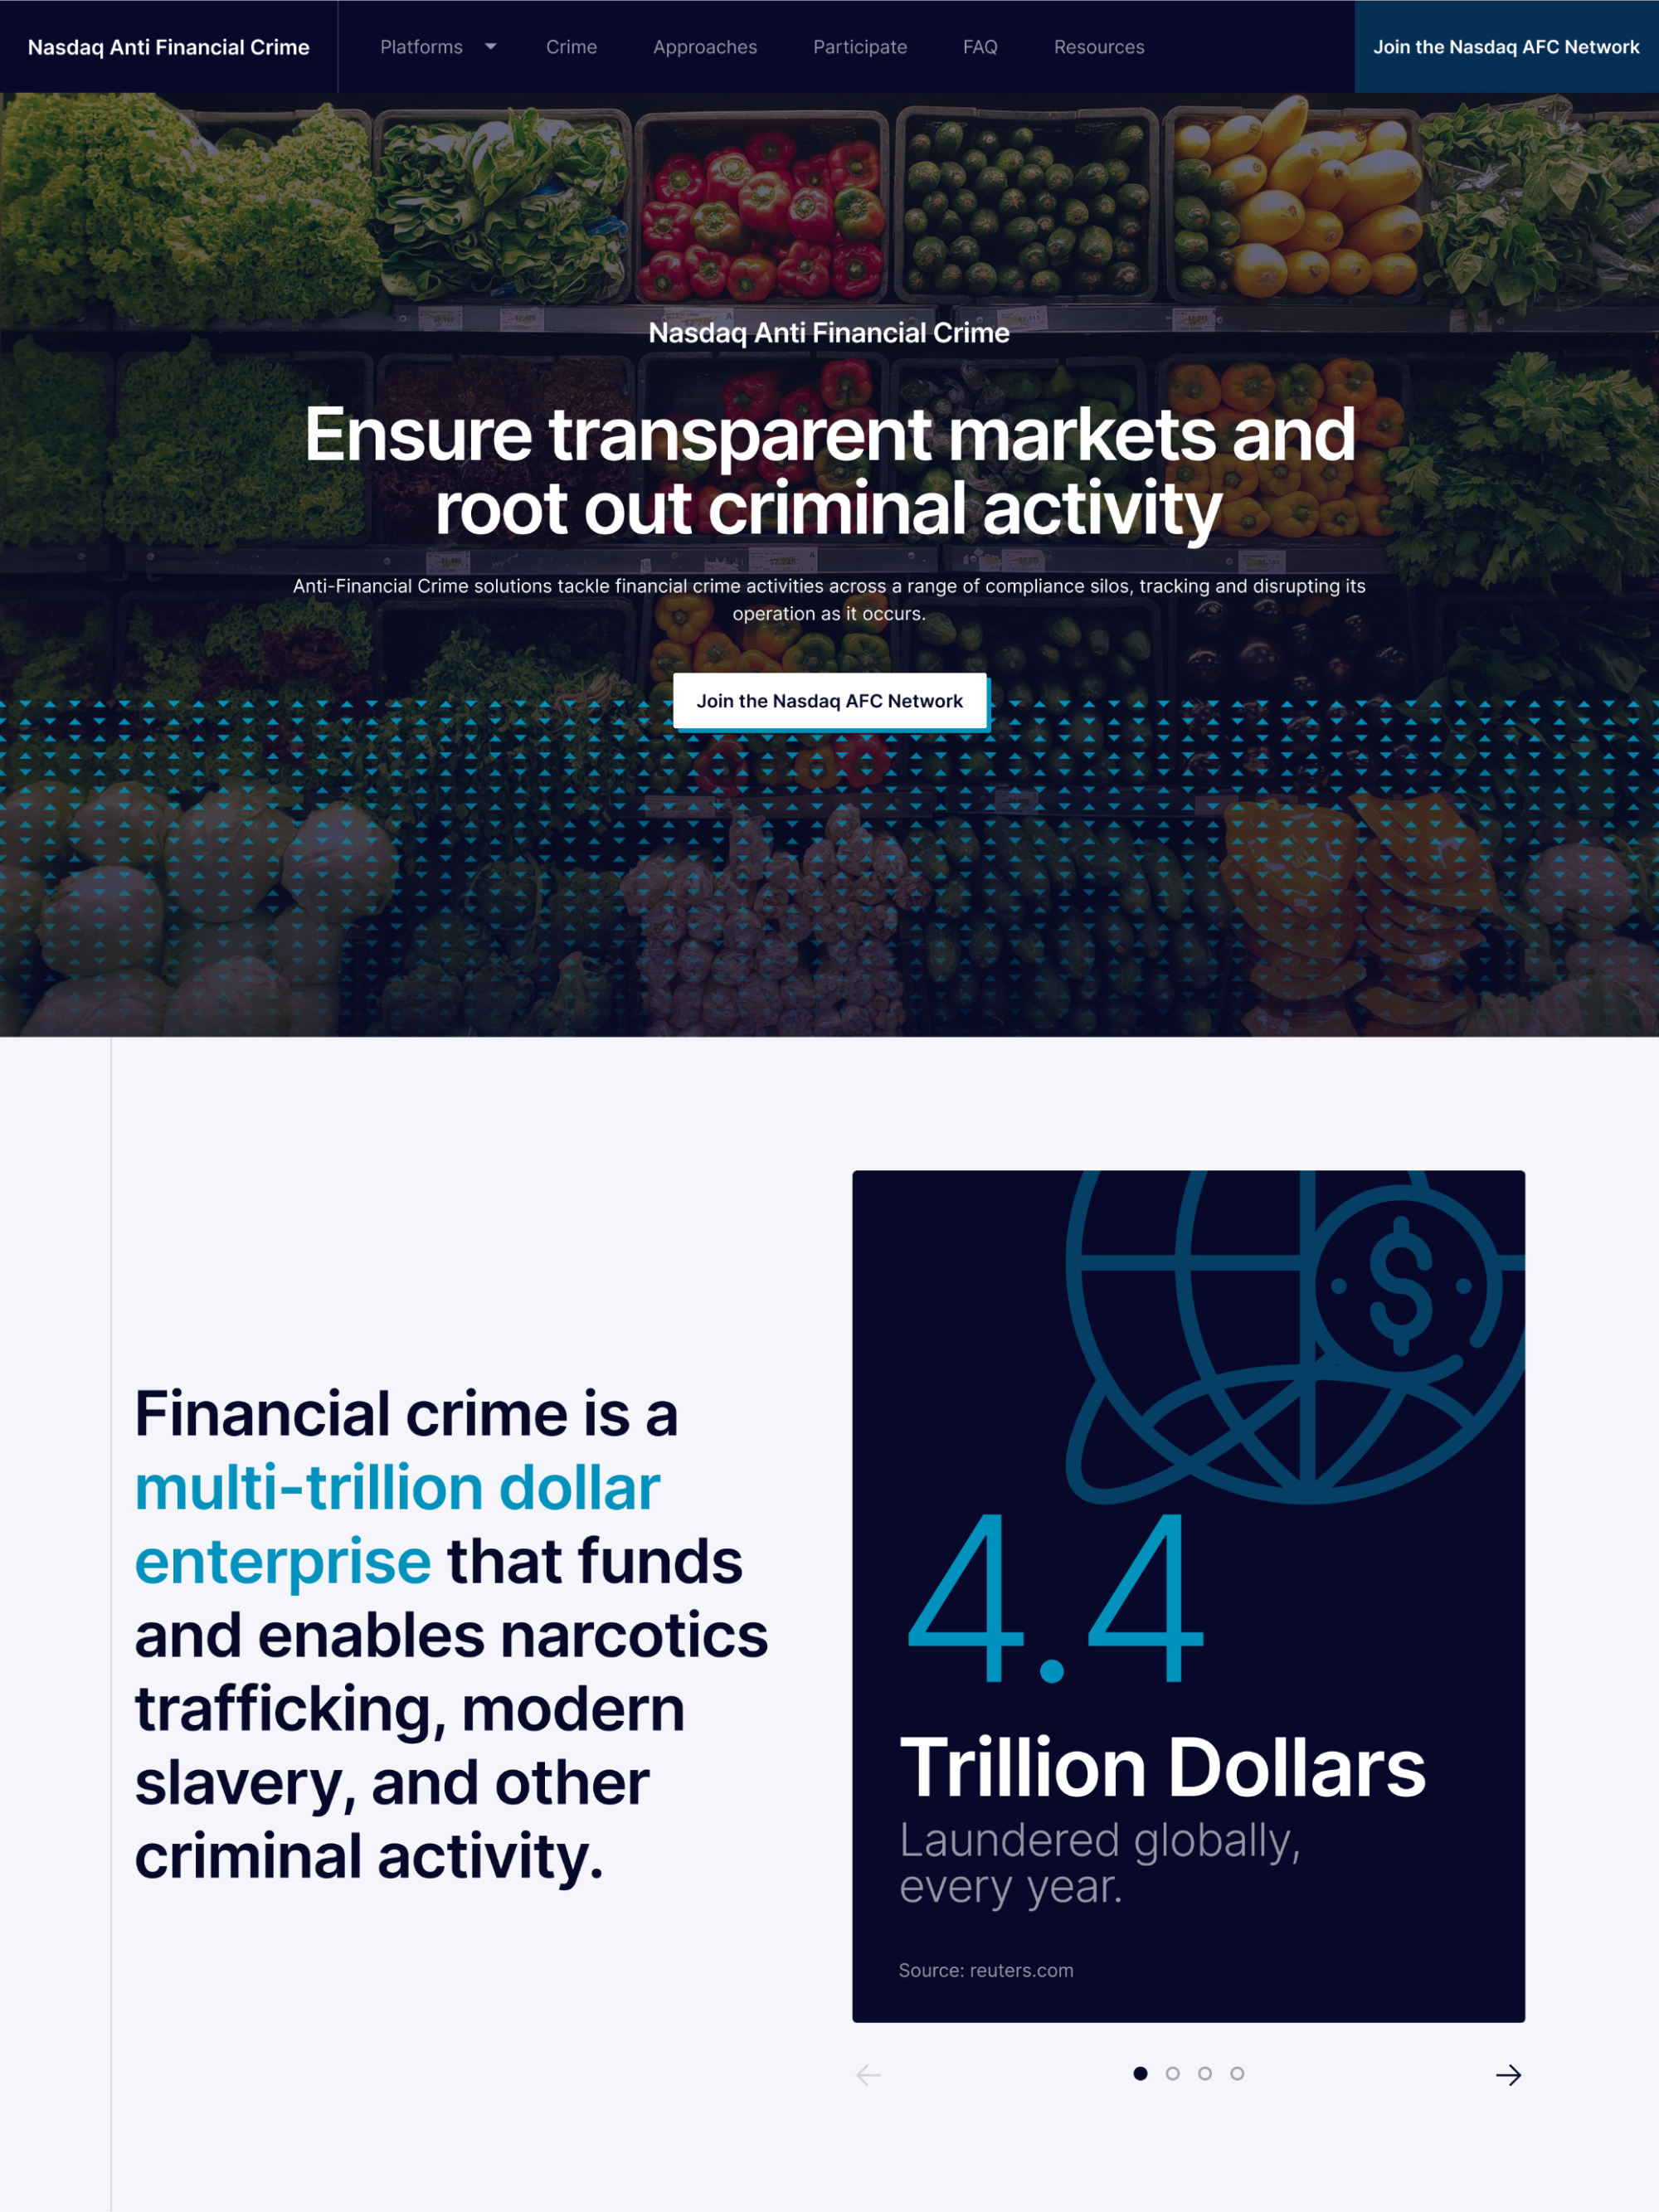 Nasdaq Anti Financial Crime
Platforms
Crime
Approaches
Participate
FAQ
Resources
Join the Nasdaq AFC Network
Nasdaq Anti Financial Crime
Ensure transparent markets and
root out criminal activity
Anti-Financial Crime solutions tackle financial crime activities across a range of compliance silos, tracking and disrupting its
operation as it occurs.
Join the Nasdaq AFC Network
Financial crime is a
multi-trillion dollar
enterprise that funds
and enables narcotics
trafficking, modern
slavery, and other
criminal activity.
$
4.4
Trillion Dollars
Laundered globally,
every year.
Source: reuters.com